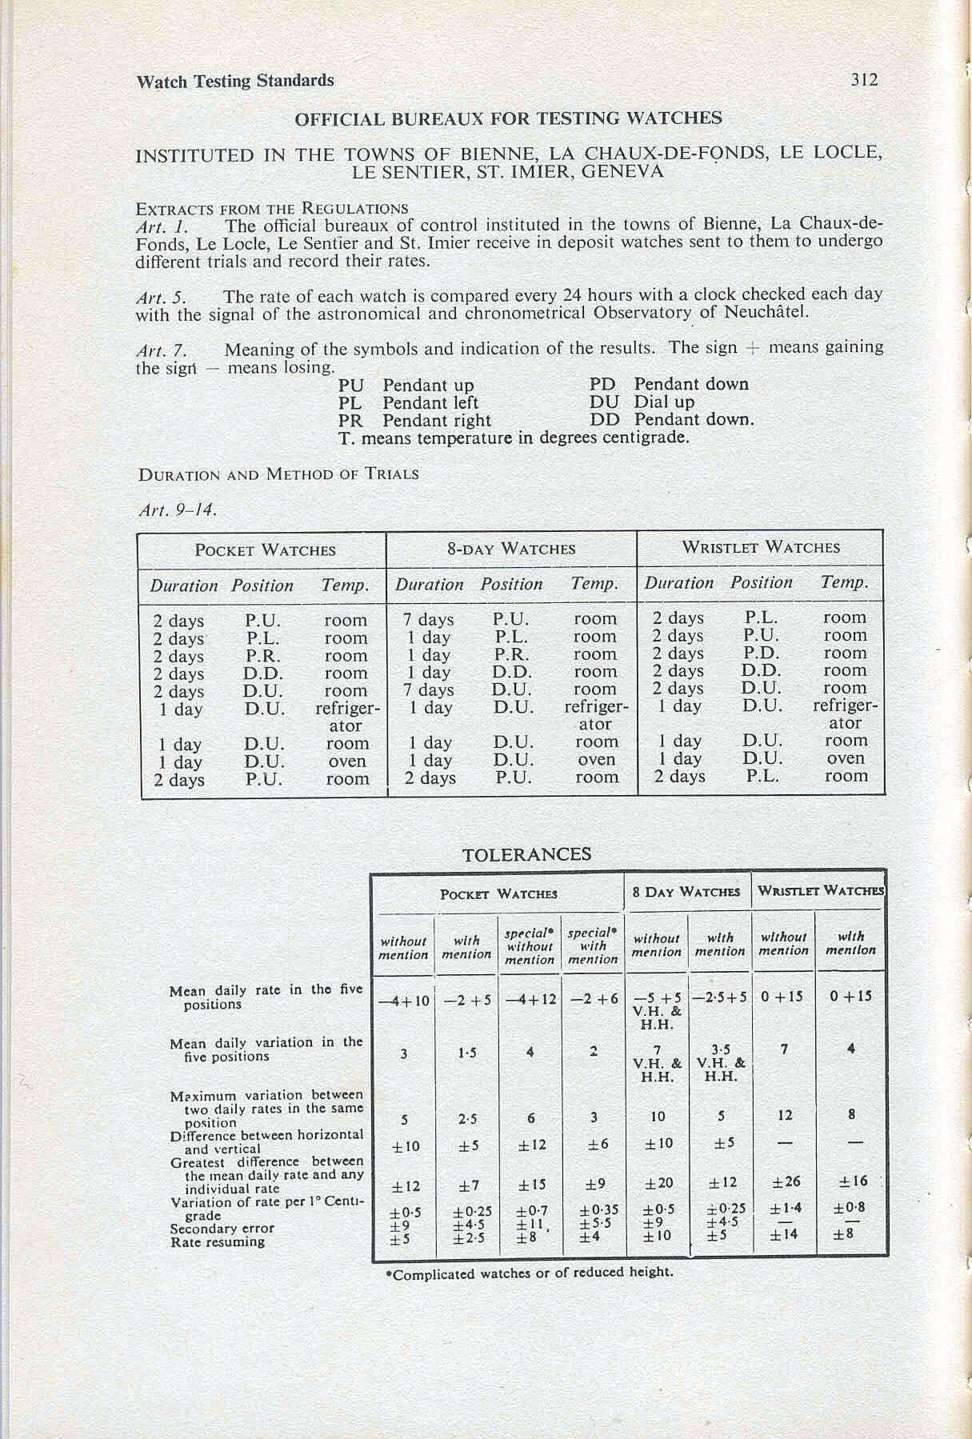 Watch Testing Standards 312
OFFICIAL BUREAUX FOR TESTING WATCHES
INSTITUTED IN THE TOWNS OF BIENNE, LA CHAUX-DE-FONDS, LE LOCLE,
LE SENTIER, ST. IMIER, GENEVA
EXTRACTS FROM THE REGULATIONS
Art. 1. The official bureaux of control instituted in the towns of Bienne, La Chaux-de-
Fonds, Le Locle, Le Sentier and St. Imier receive in deposit watches sent to them to undergo
different trials and record their rates.
Art. 5. The rate of each watch is compared every 24 hours with a clock checked each day
with the signal of the astronomical and chronometrical Observatory of Neuchâtel.
Art. 7. Meaning of the symbols and indication of the results. The sign + means gaining
the sign — means losing.
PU Pendant up PD Pendant down
PL Pendant left DU Dial up
PR Pendant right DD Pendant down.
T. means temperature in degrees centigrade.
DURATION AND METHOD OF TRIALS
Art. 9–14.
POCKET WATCHES 8-DAY WATCHES WRISTLET WATCHES
Duration Position Temp. Duration Position Temp. Duration Position Temp.
2 days P.U. room 7 days P.U. room 2 days P.L. room
2 days P.L. room 1 day P.L. room 2 days P.U. room
2 days P.R. room 1 day P.R. room 2 days P.D. room
2 days D.D. room 1 day D.D. room 2 days D.D. room
2 days D.U. room 7 days D.U. room 2 days D.U. room
1 day D.U. refriger- 1 day D.U. refriger- 1 day D.U. refriger-
ator ator ator
1 day D.U. room 1 day D.U. room 1 day D.U. room
1 day D.U. oven 1 day D.U. oven 1 day D.U. oven
2 days P.U. room 2 days P.U. room 2 days P.L. room
TOLERANCES
POCKET WATCHES 8 DAY WATCHES WRISTLET WATCHES
without mention with mention special* without mention special* with mention without mention with mention without mention with mention
Mean daily rate in the five
positions —4+10 —2 +5 —4+12 —2 +6 —5 +5 —2·5+5 0 +15 0 +15
V.H. &
H.H.
Mean daily variation in the
five positions 3 1·5 4 2 7 3·5 7 4
V.H. & V.H. &
H.H. H.H.
Maximum variation between
two daily rates in the same
position 5 2·5 6 3 10 5 12 8
Difference between horizontal
and vertical ±10 ±5 ±12 ±6 ±10 ±5 — —
Greatest difference between
the mean daily rate and any
individual rate ±12 ±7 ±15 ±9 ±20 ±12 ±26 ±16
Variation of rate per 1° Centi-
grade ±0·5 ±0·25 ±0·7 ±0·35 ±0·5 ±0·25 ±1·4 ±0·8
Secondary error ±9 ±4·5 ±11 ±5·5 ±9 ±4·5 — —
Rate resuming ±5 ±2·5 ±8 ±4 ±10 ±5 ±14 ±8
*Complicated watches or of reduced height.